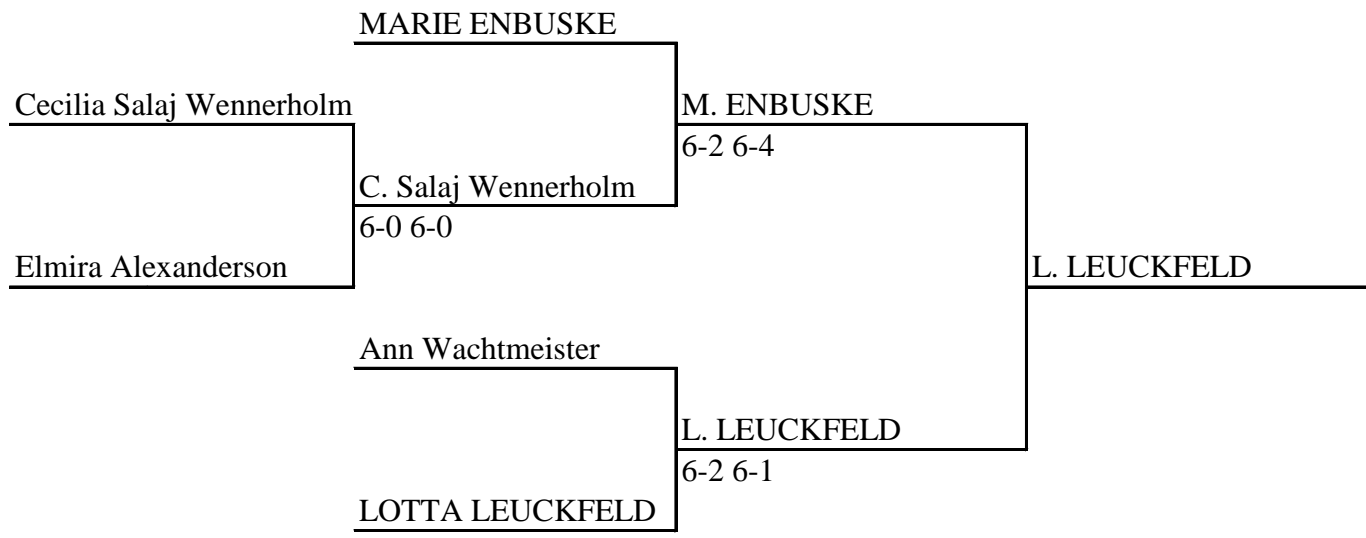 MARIE ENBUSKE
Cecilia Salaj Wennerholm
M. ENBUSKE
6-2 6-4
C. Salaj Wennerholm
6-0 6-0
Elmira Alexanderson
L. LEUCKFELD
Ann Wachtmeister
L. LEUCKFELD
6-2 6-1
LOTTA LEUCKFELD